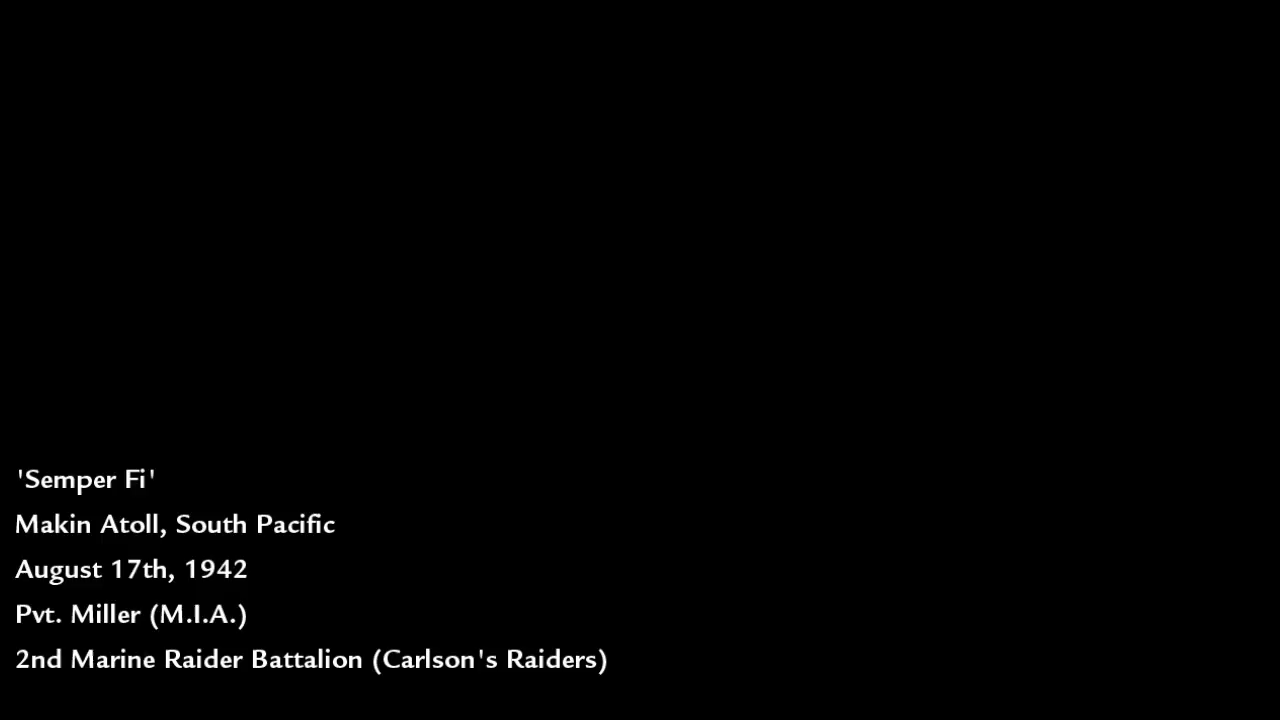 'Semper Fi'
Makin Atoll, South Pacific
August 17th, 1942
Pvt. Miller (M.I.A.)
2nd Marine Raider Battalion (Carlson's Raiders)